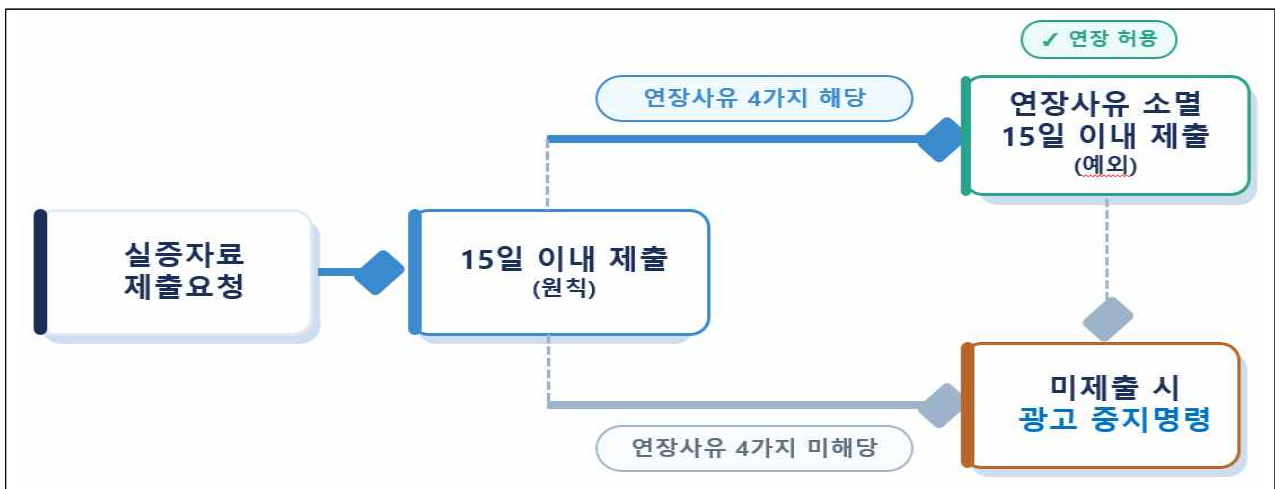 ✓ 연장 허용
연장사유 4가지 해당
연장사유 소멸
15일 이내 제출
(예외)
실증자료
제출요청
15일 이내 제출
(원칙)
미제출 시
광고 중지명령
연장사유 4가지 미해당